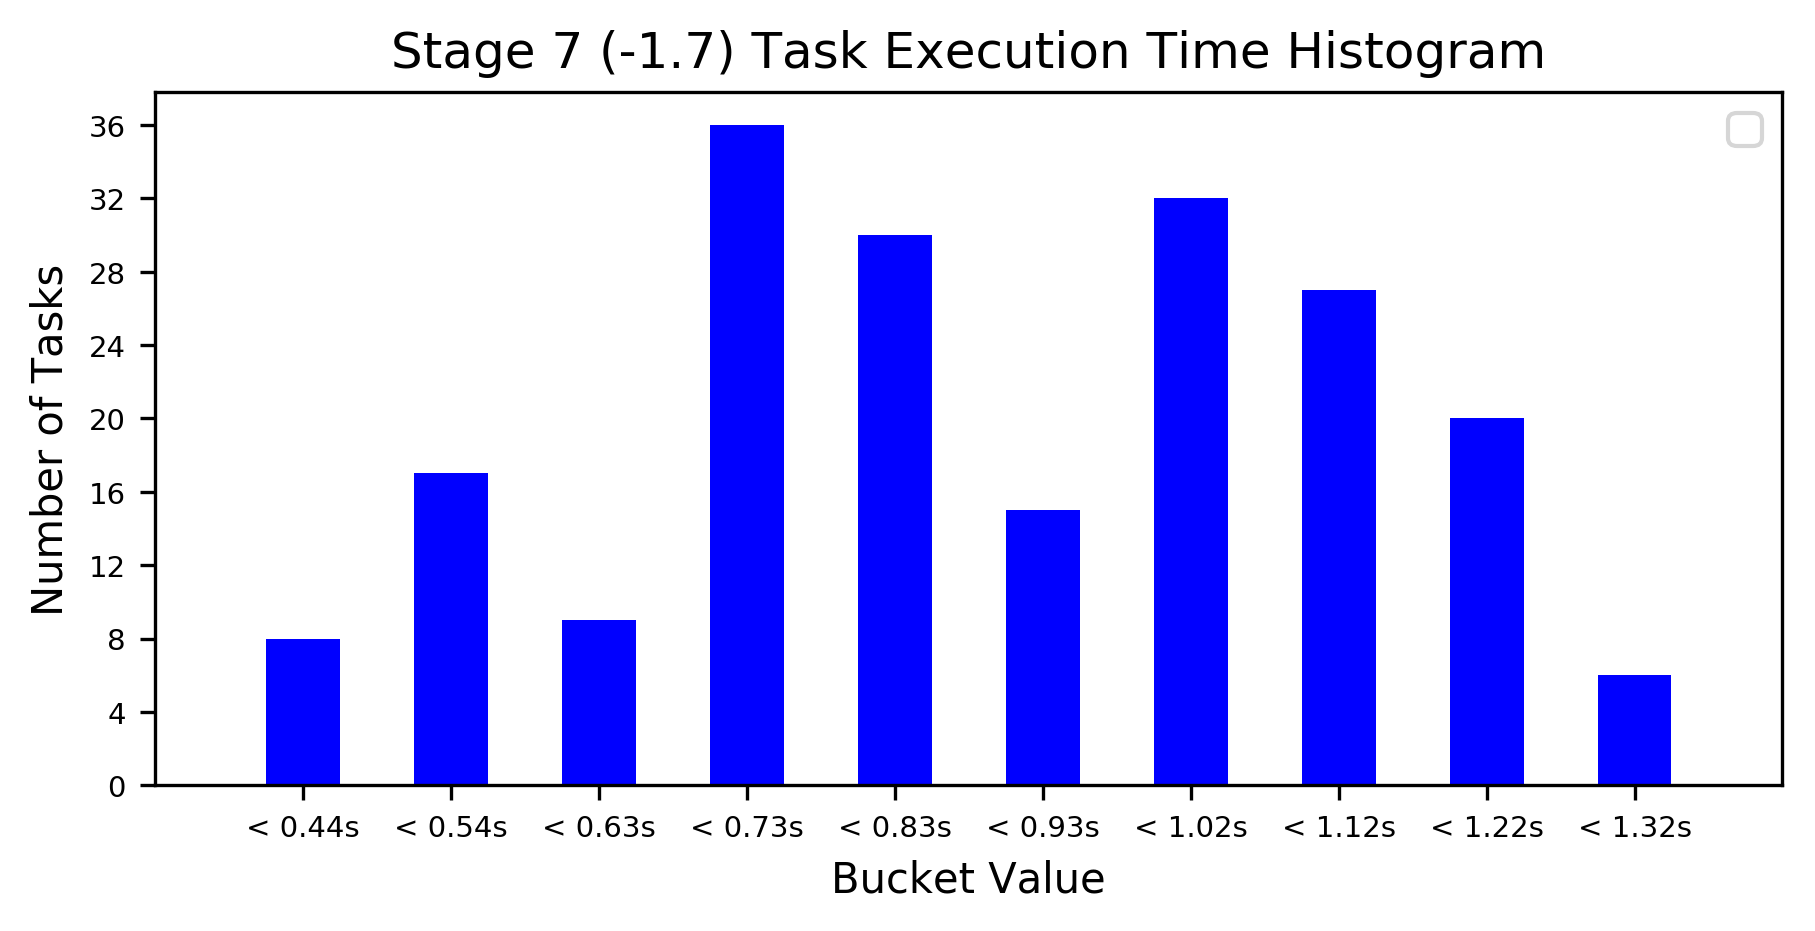 Stage 7 (-1.7) Task Execution Time Histogram
36
32
28
24
20
16
12
8
4
0
Number of Tasks
< 0.44s < 0.54s < 0.63s < 0.73s < 0.83s < 0.93s < 1.02s < 1.12s < 1.22s < 1.32s
Bucket Value